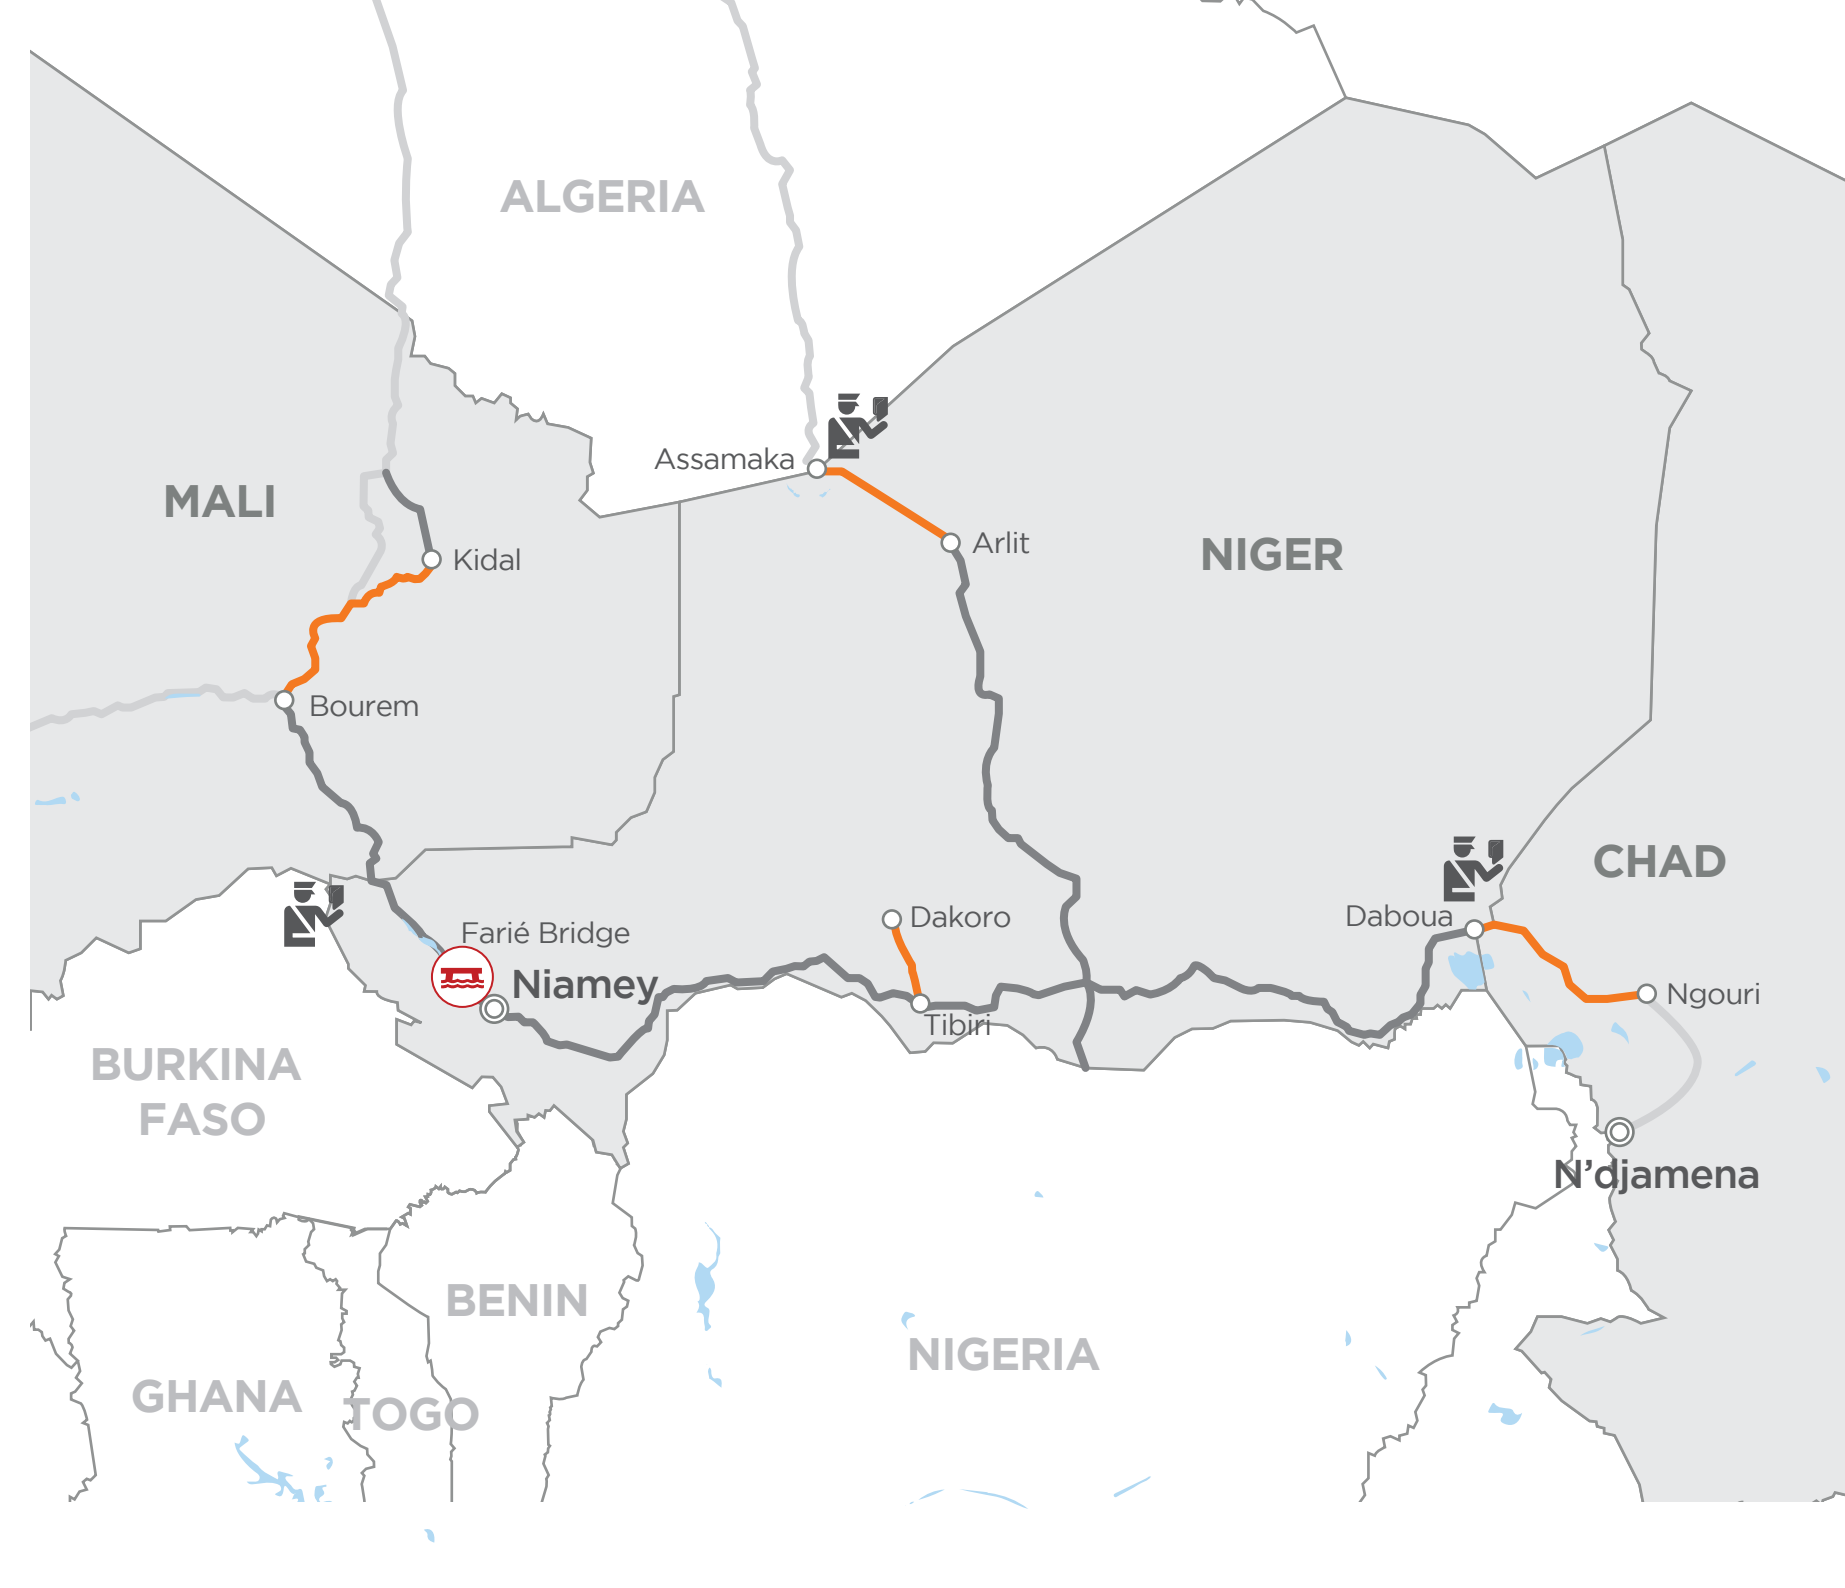 ALGERIA
Assamaka
MALI
Arlit
NIGER
Kidal
Bourem
CHAD
Dakoro
Daboua
Farié Bridge
Niamey
Ngouri
Tibiri
BURKINA
FASO
N'djamena
BENIN
NIGERIA
GHANA
TOGO